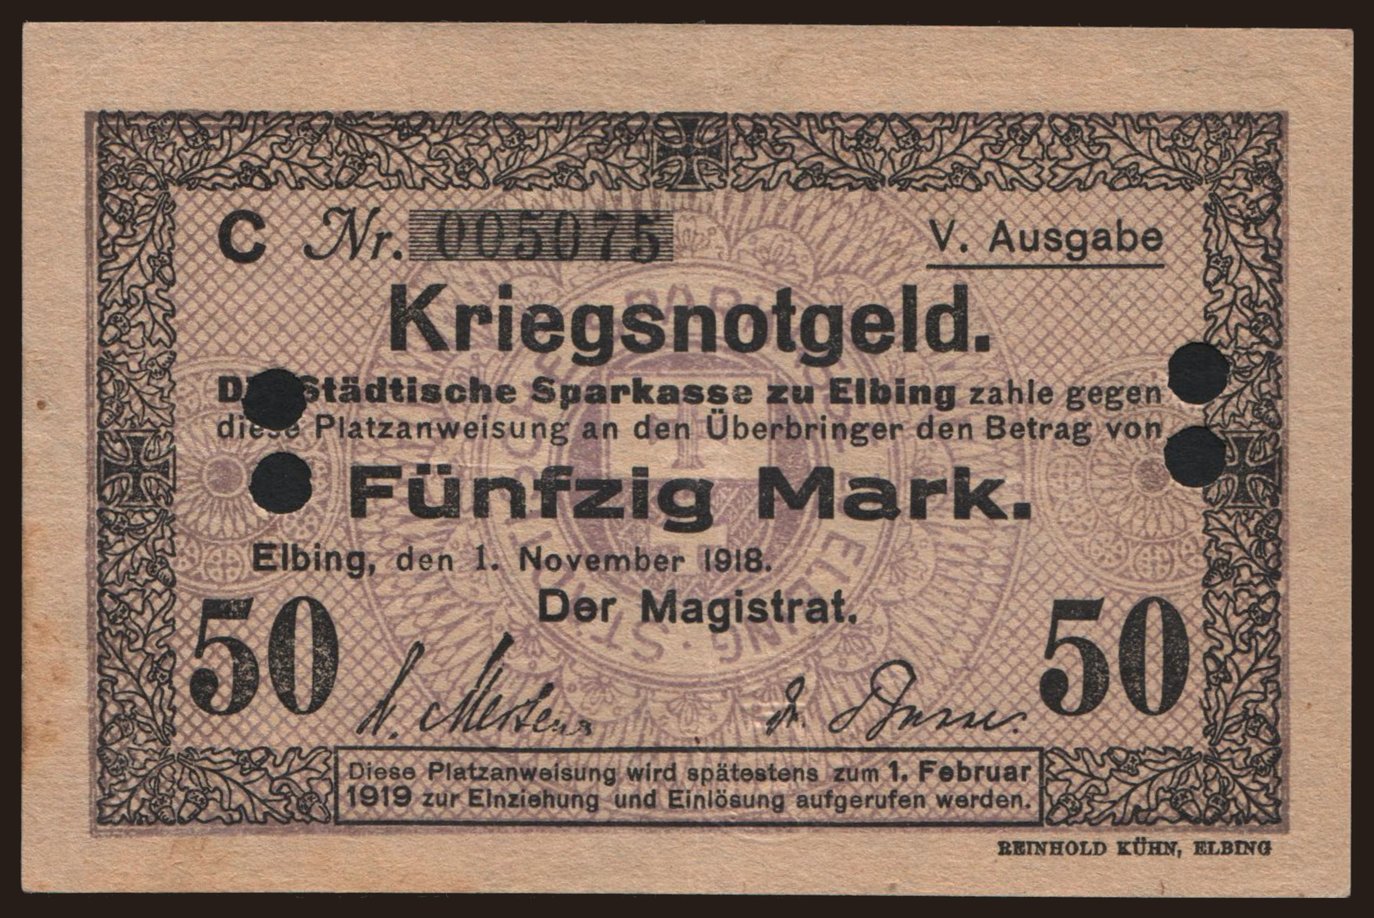 C Nr. 005075 V. Ausgabe
Kriegsnotgeld.
Städtische Sparkasse zu Elbing zahle gegen
diese Platzanweisung an den Überbringer den Betrag von
Fünfzig Mark.
Elbing, den 1. November 1918.
Der Magistrat.
50 50
Diese Platzanweisung wird spätestens zum 1. Februar
1919 zur Einziehung und Einlösung aufgerufen werden.
REINHOLD KÜHN, ELBING